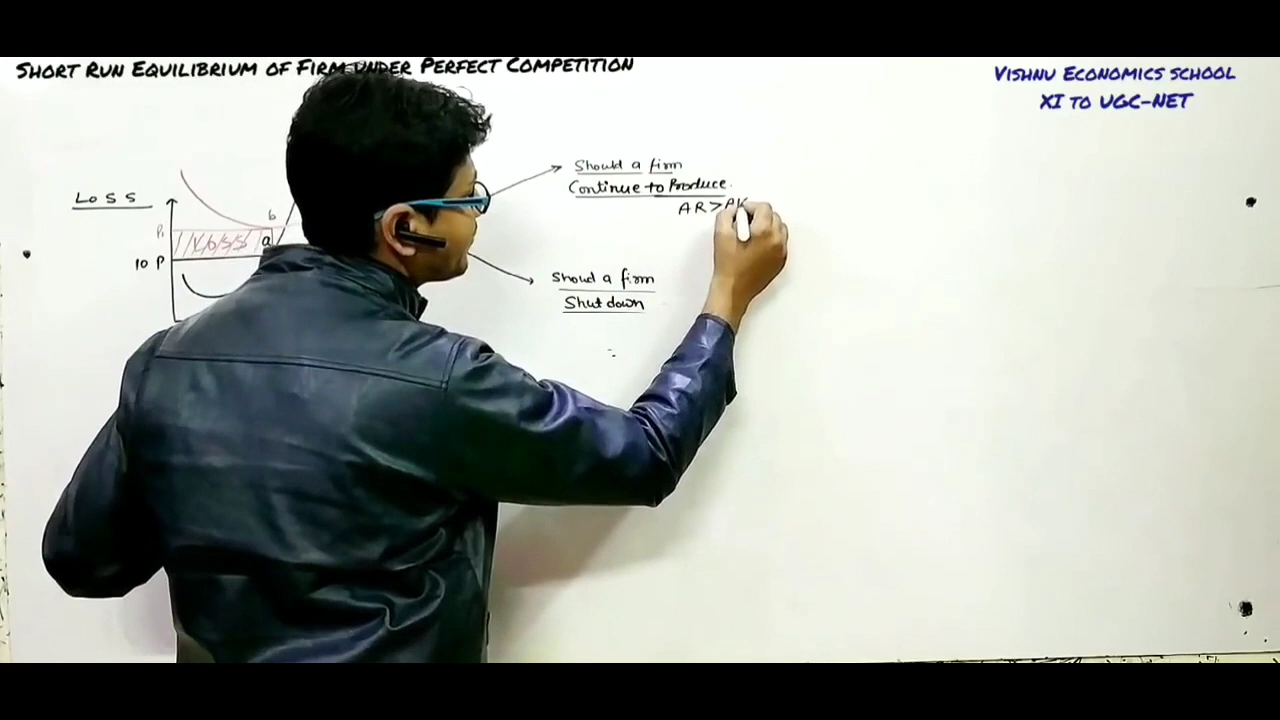 SHORT RUN EQUILIBRIUM OF FIRM UNDER PERFECT COMPETITION
VISHNU ECONOMICS SCHOOL
XI TO UGC-NET
Should a firm
Continue to Produce.
AR>
LOSS
P₁
b
a
10 P
Shoud a firm
Shut down